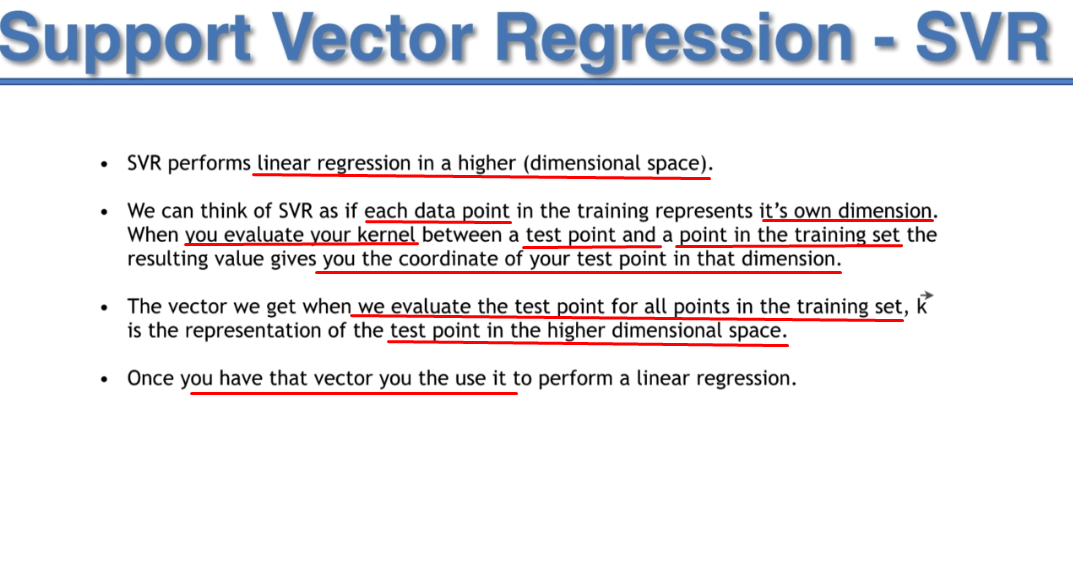 Support Vector Regression - SVR
• SVR performs linear regression in a higher (dimensional space).
• We can think of SVR as if each data point in the training represents it's own dimension.
When you evaluate your kernel between a test point and a point in the training set the
resulting value gives you the coordinate of your test point in that dimension.
• The vector we get when we evaluate the test point for all points in the training set, k⃗
is the representation of the test point in the higher dimensional space.
• Once you have that vector you the use it to perform a linear regression.